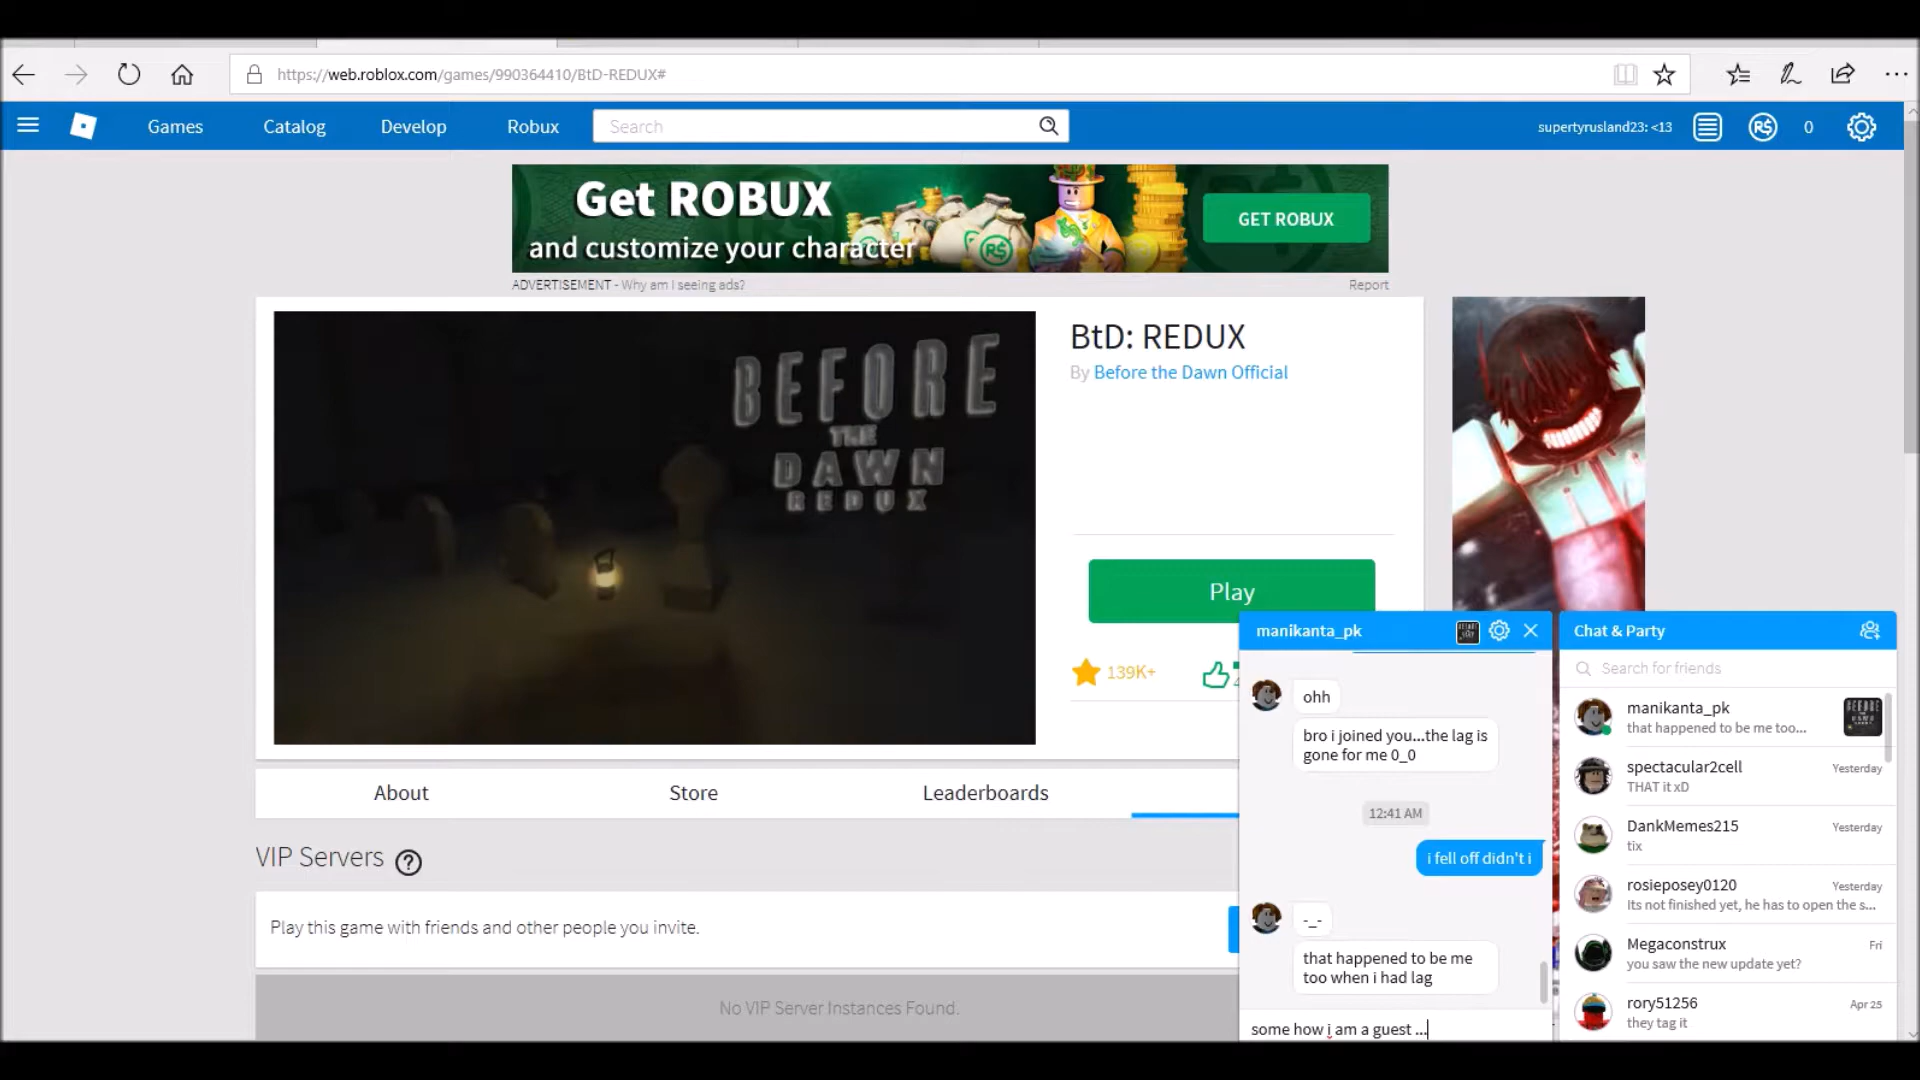 https://web.roblox.com/games/990364410/BtD-REDUX#
Games
Catalog
Develop
Robux
Search
supertyrusland23: <13
R$
0
Get ROBUX
and customize your character
R$
GET ROBUX
ADVERTISEMENT - Why am I seeing ads?
Report
BEFORE
THE
DAWN
REDUX
BtD: REDUX
By Before the Dawn Official
Play
139K+
About
Store
Leaderboards
VIP Servers ?
Play this game with friends and other people you invite.
No VIP Server Instances Found.
manikanta_pk
ohh
bro i joined you...the lag is
gone for me 0_0
12:41 AM
i fell off didn't i
-_-
that happened to be me
too when i had lag
some how i am a guest ...
Chat & Party
Search for friends
manikanta_pk
that happened to be me too...
spectacular2cell
Yesterday
THAT it xD
DankMemes215
Yesterday
tix
rosieposey0120
Yesterday
Its not finished yet, he has to open the s...
Megaconstrux
Fri
you saw the new update yet?
rory51256
Apr 25
they tag it